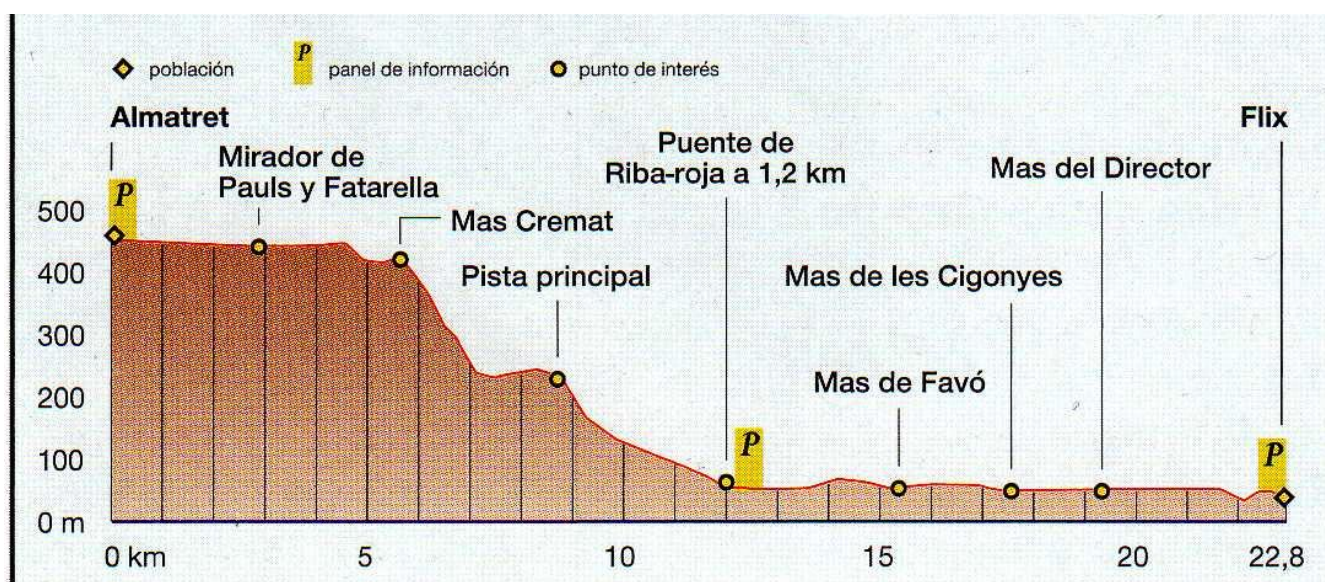 P
población
panel de información
punto de interés
Almatret
Flix
Mirador de
Pauls y Fatarella
Puente de
Riba-roja a 1,2 km
Mas del Director
Mas Cremat
Pista principal
Mas de les Cigonyes
Mas de Favó
P
P
P
500
400
300
200
100
0 m
0 km
5
10
15
20
22,8